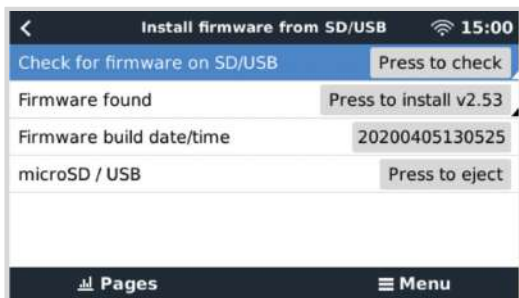 Install firmware from SD/USB 15:00
Check for firmware on SD/USB Press to check
Firmware found Press to install v2.53
Firmware build date/time 20200405130525
microSD / USB Press to eject
Pages Menu